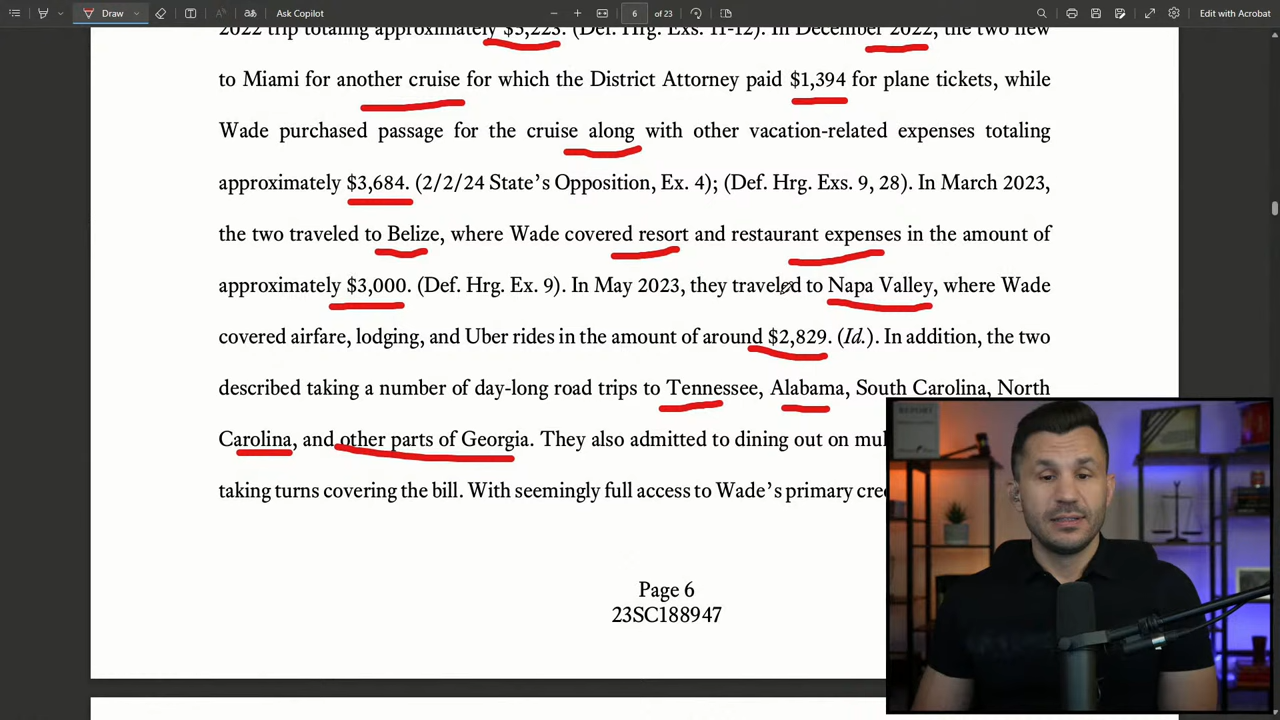 Draw
Ask Copilot
6 of 23
Edit with Acrobat
2022 trip totaling approximately $5,223. (Def. Hrg. Exs. 11-12). In December 2022, the two flew
to Miami for another cruise for which the District Attorney paid $1,394 for plane tickets, while
Wade purchased passage for the cruise along with other vacation-related expenses totaling
approximately $3,684. (2/2/24 State's Opposition, Ex. 4); (Def. Hrg. Exs. 9, 28). In March 2023,
the two traveled to Belize, where Wade covered resort and restaurant expenses in the amount of
approximately $3,000. (Def. Hrg. Ex. 9). In May 2023, they traveled to Napa Valley, where Wade
covered airfare, lodging, and Uber rides in the amount of around $2,829. (Id.). In addition, the two
described taking a number of day-long road trips to Tennessee, Alabama, South Carolina, North
Carolina, and other parts of Georgia. They also admitted to dining out on mul
taking turns covering the bill. With seemingly full access to Wade's primary cre
Page 6
23SC188947
REPORT